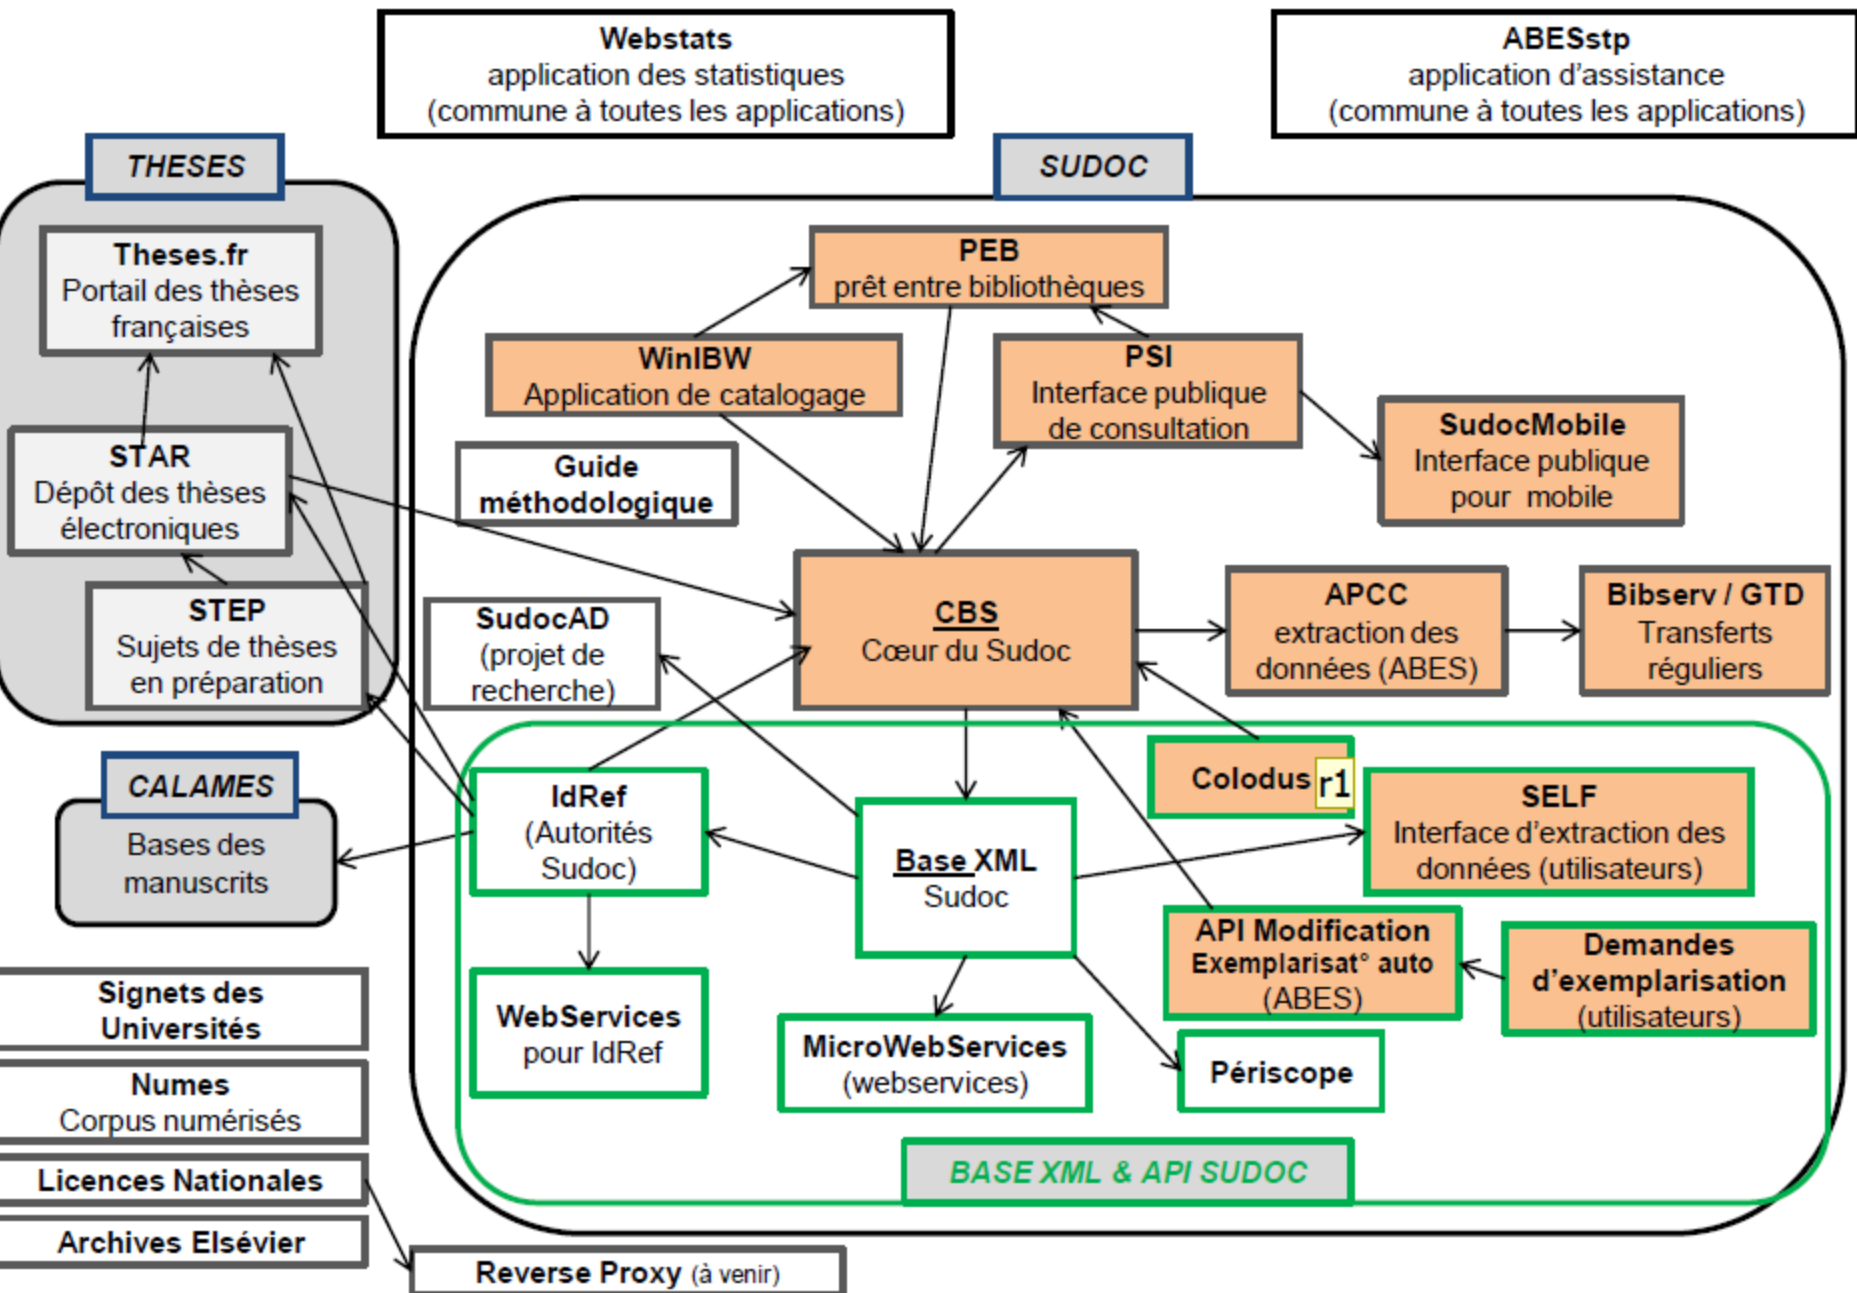 Webstats
application des statistiques
(commune à toutes les applications)
ABESstp
application d'assistance
(commune à toutes les applications)
THESES
Theses.fr
Portail des thèses
françaises
STAR
Dépôt des thèses
électroniques
STEP
Sujets de thèses
en préparation
CALAMES
Bases des
manuscrits
Signets des
Universités
Numes
Corpus numérisés
Licences Nationales
Archives Elsévier
Reverse Proxy (à venir)
SUDOC
PEB
prêt entre bibliothèques
WinIBW
Application de catalogage
PSI
Interface publique
de consultation
SudocMobile
Interface publique
pour mobile
Guide
méthodologique
SudocAD
(projet de
recherche)
CBS
Cœur du Sudoc
APCC
extraction des
données (ABES)
Bibserv / GTD
Transferts
réguliers
IdRef
(Autorités
Sudoc)
Base XML
Sudoc
Colodus r1
SELF
Interface d'extraction des
données (utilisateurs)
API Modification
Exemplarisat° auto
(ABES)
Demandes
d'exemplarisation
(utilisateurs)
WebServices
pour IdRef
MicroWebServices
(webservices)
Périscope
BASE XML & API SUDOC